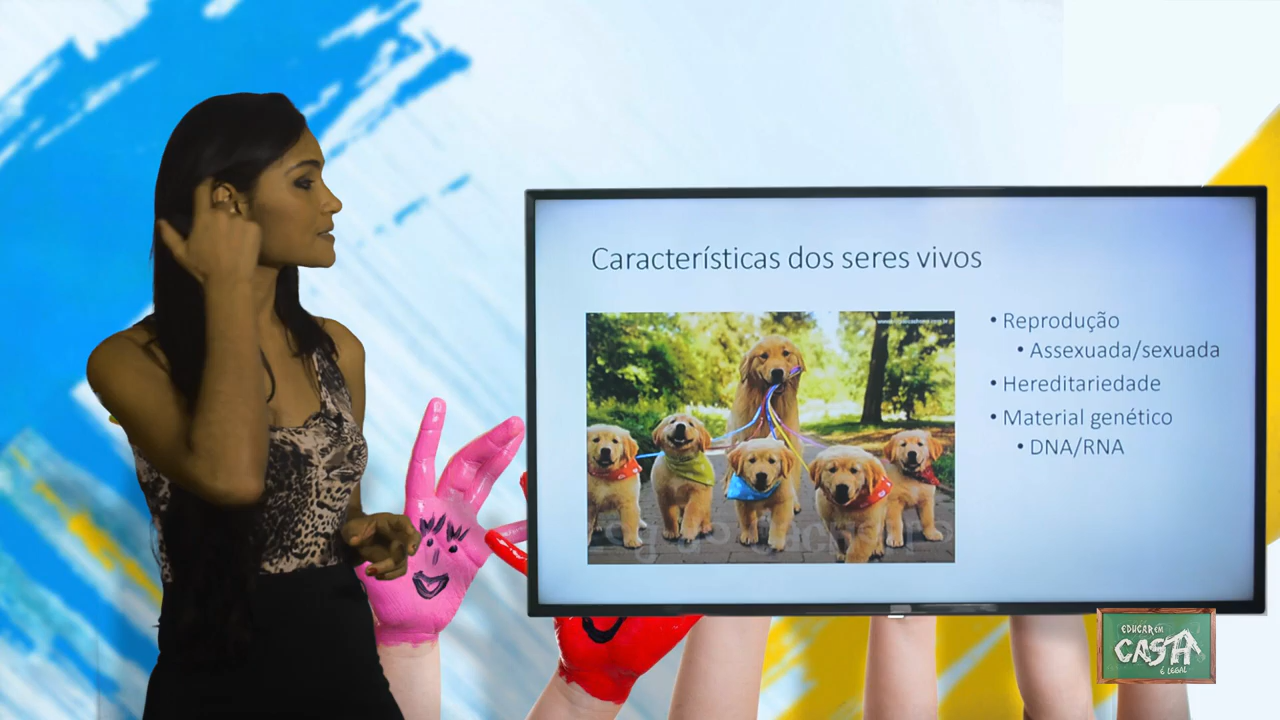 Características dos seres vivos
• Reprodução
• Assexuada/sexuada
• Hereditariedade
• Material genético
• DNA/RNA
EDUCAR EM
CASA
É LEGAL